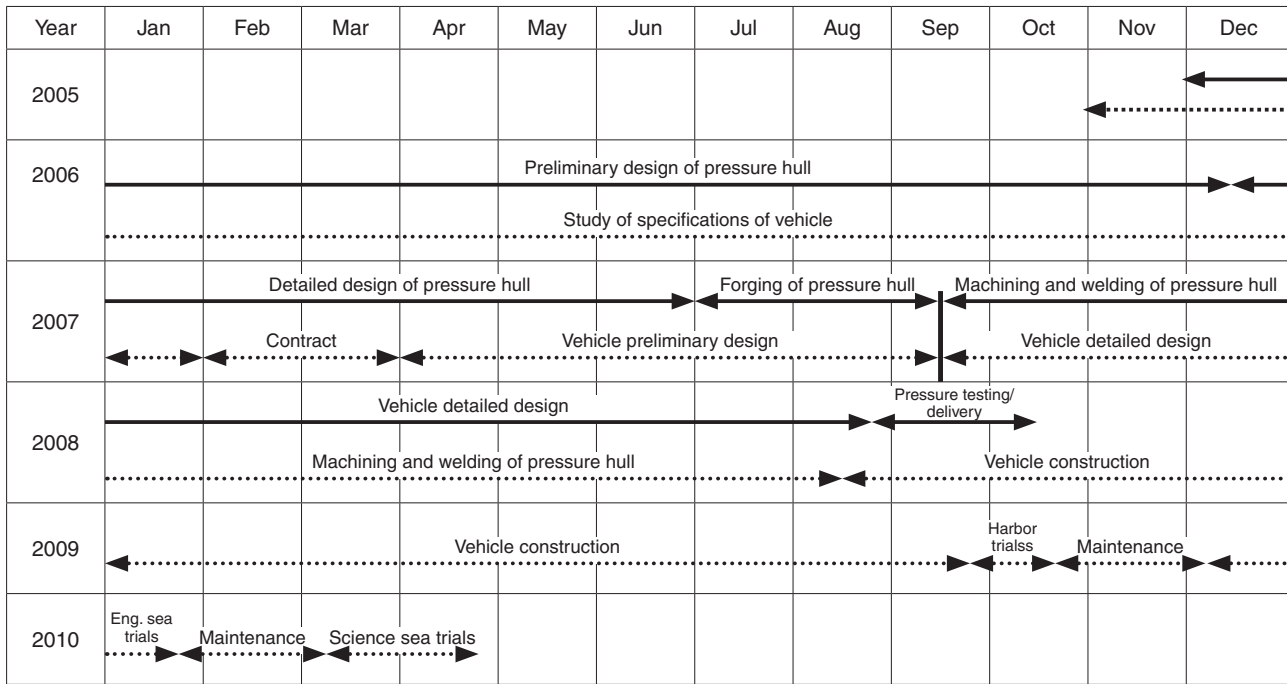 Year Jan Feb Mar Apr May Jun Jul Aug Sep Oct Nov Dec
2005
2006
Preliminary design of pressure hull
Study of specifications of vehicle
2007
Detailed design of pressure hull Forging of pressure hull Machining and welding of pressure hull
Contract Vehicle preliminary design Vehicle detailed design
2008
Vehicle detailed design
Pressure testing/
delivery
Machining and welding of pressure hull Vehicle construction
2009
Vehicle construction
Harbor
trialss
Maintenance
2010
Eng. sea
trials
Maintenance Science sea trials